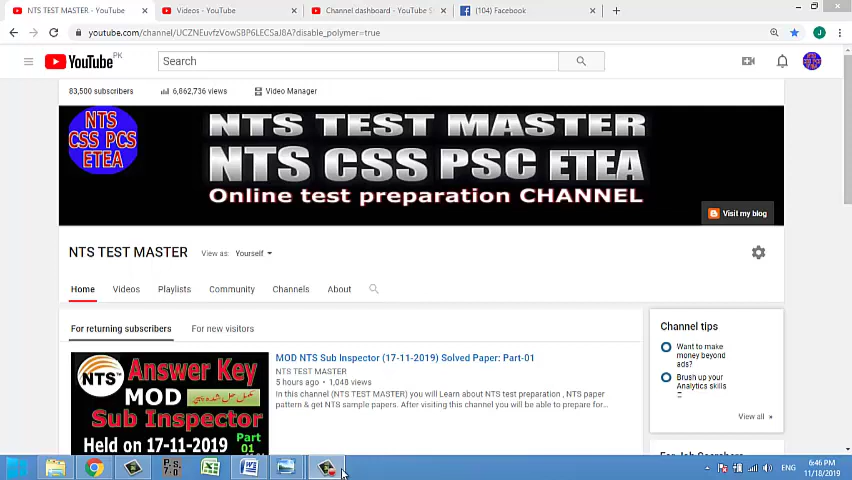 NTS TEST MASTER - YouTube
Videos - YouTube
Channel dashboard - YouTube S
(104) Facebook
youtube.com/channel/UCZNEuvfzVowSBP6LECSaJ8A?disable_polymer=true
J
YouTube PK
Search
83,500 subscribers
6,862,736 views
Video Manager
NTS
CSS PCS
ETEA
NTS TEST MASTER
NTS CSS PSC ETEA
Online test preparation CHANNEL
Visit my blog
NTS TEST MASTER
View as: Yourself
Home
Videos
Playlists
Community
Channels
About
For returning subscribers
For new visitors
NTS
Answer Key
MOD
Sub Inspector
Held on 17-11-2019
Part
01
MOD NTS Sub Inspector (17-11-2019) Solved Paper: Part-01
NTS TEST MASTER
5 hours ago • 1,048 views
In this channel (NTS TEST MASTER) you will Learn about NTS test preparation , NTS paper
pattern & get NTS sample papers. After visiting this channel you will be able to prepare for...
Channel tips
Want to make
money beyond
ads?
Brush up your
Analytics skills
View all »
P.S.
7.0
ENG
6:46 PM
11/18/2019